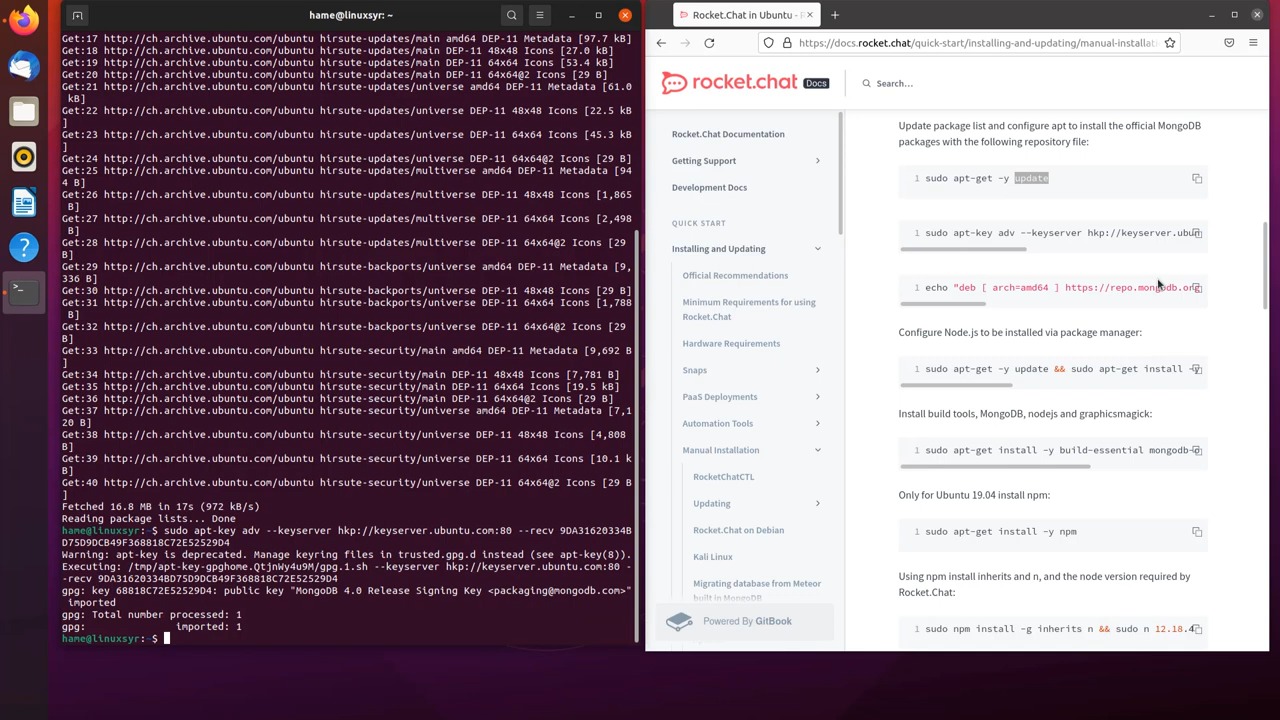 hame@linuxsyr: ~
Get:17 http://ch.archive.ubuntu.com/ubuntu hirsute-updates/main amd64 DEP-11 Metadata [97.7 kB]
Get:18 http://ch.archive.ubuntu.com/ubuntu hirsute-updates/main DEP-11 48x48 Icons [27.0 kB]
Get:19 http://ch.archive.ubuntu.com/ubuntu hirsute-updates/main DEP-11 64x64 Icons [53.4 kB]
Get:20 http://ch.archive.ubuntu.com/ubuntu hirsute-updates/main DEP-11 64x64@2 Icons [29 B]
Get:21 http://ch.archive.ubuntu.com/ubuntu hirsute-updates/universe amd64 DEP-11 Metadata [61.0
 kB]
Get:22 http://ch.archive.ubuntu.com/ubuntu hirsute-updates/universe DEP-11 48x48 Icons [22.5 kB
]
Get:23 http://ch.archive.ubuntu.com/ubuntu hirsute-updates/universe DEP-11 64x64 Icons [45.3 kB
]
Get:24 http://ch.archive.ubuntu.com/ubuntu hirsute-updates/universe DEP-11 64x64@2 Icons [29 B]
Get:25 http://ch.archive.ubuntu.com/ubuntu hirsute-updates/multiverse amd64 DEP-11 Metadata [94
4 B]
Get:26 http://ch.archive.ubuntu.com/ubuntu hirsute-updates/multiverse DEP-11 48x48 Icons [1,865
 B]
Get:27 http://ch.archive.ubuntu.com/ubuntu hirsute-updates/multiverse DEP-11 64x64 Icons [2,498
 B]
Get:28 http://ch.archive.ubuntu.com/ubuntu hirsute-updates/multiverse DEP-11 64x64@2 Icons [29
B]
Get:29 http://ch.archive.ubuntu.com/ubuntu hirsute-backports/universe amd64 DEP-11 Metadata [9,
336 B]
Get:30 http://ch.archive.ubuntu.com/ubuntu hirsute-backports/universe DEP-11 48x48 Icons [1,788
 B]
Get:31 http://ch.archive.ubuntu.com/ubuntu hirsute-backports/universe DEP-11 64x64 Icons [1,788
 B]
Get:32 http://ch.archive.ubuntu.com/ubuntu hirsute-backports/universe DEP-11 64x64@2 Icons [29
B]
Get:33 http://ch.archive.ubuntu.com/ubuntu hirsute-security/main amd64 DEP-11 Metadata [9,692 B
]
Get:34 http://ch.archive.ubuntu.com/ubuntu hirsute-security/main DEP-11 48x48 Icons [7,781 B]
Get:35 http://ch.archive.ubuntu.com/ubuntu hirsute-security/main DEP-11 64x64 Icons [19.5 kB]
Get:36 http://ch.archive.ubuntu.com/ubuntu hirsute-security/main DEP-11 64x64@2 Icons [29 B]
Get:37 http://ch.archive.ubuntu.com/ubuntu hirsute-security/universe amd64 DEP-11 Metadata [7,1
20 B]
Get:38 http://ch.archive.ubuntu.com/ubuntu hirsute-security/universe DEP-11 48x48 Icons [4,808
B]
Get:39 http://ch.archive.ubuntu.com/ubuntu hirsute-security/universe DEP-11 64x64 Icons [10.1 k
B]
Get:40 http://ch.archive.ubuntu.com/ubuntu hirsute-security/universe DEP-11 64x64@2 Icons [29 B
]
Fetched 16.8 MB in 17s (972 kB/s)
Reading package lists... Done
hame@linuxsyr:~$ sudo apt-key adv --keyserver hkp://keyserver.ubuntu.com:80 --recv 9DA31620334B
D75D9DCB49F368818C72E52529D4
Warning: apt-key is deprecated. Manage keyring files in trusted.gpg.d instead (see apt-key(8)).
Executing: /tmp/apt-key-gpghome.QtjnWy4u9M/gpg.1.sh --keyserver hkp://keyserver.ubuntu.com:80 -
-recv 9DA31620334BD75D9DCB49F368818C72E52529D4
gpg: key 68818C72E52529D4: public key "MongoDB 4.0 Release Signing Key <packaging@mongodb.com>"
 imported
gpg: Total number processed: 1
gpg:               imported: 1
hame@linuxsyr:~$
Rocket.Chat in Ubuntu - R
https://docs.rocket.chat/quick-start/installing-and-updating/manual-installati
rocket.chat Docs
Search...
Rocket.Chat Documentation
Getting Support
Development Docs
QUICK START
Installing and Updating
Official Recommendations
Minimum Requirements for using
Rocket.Chat
Hardware Requirements
Snaps
PaaS Deployments
Automation Tools
Manual Installation
RocketChatCTL
Updating
Rocket.Chat on Debian
Kali Linux
Migrating database from Meteor
built in MongoDB
Powered By GitBook
Update package list and configure apt to install the official MongoDB
packages with the following repository file:
1 sudo apt-get -y update
1 sudo apt-key adv --keyserver hkp://keyserver.ubun
1 echo "deb [ arch=amd64 ] https://repo.mongodb.org
Configure Node.js to be installed via package manager:
1 sudo apt-get -y update && sudo apt-get install -
Install build tools, MongoDB, nodejs and graphicsmagick:
1 sudo apt-get install -y build-essential mongodb-
Only for Ubuntu 19.04 install npm:
1 sudo apt-get install -y npm
Using npm install inherits and n, and the node version required by
Rocket.Chat:
1 sudo npm install -g inherits n && sudo n 12.18.4